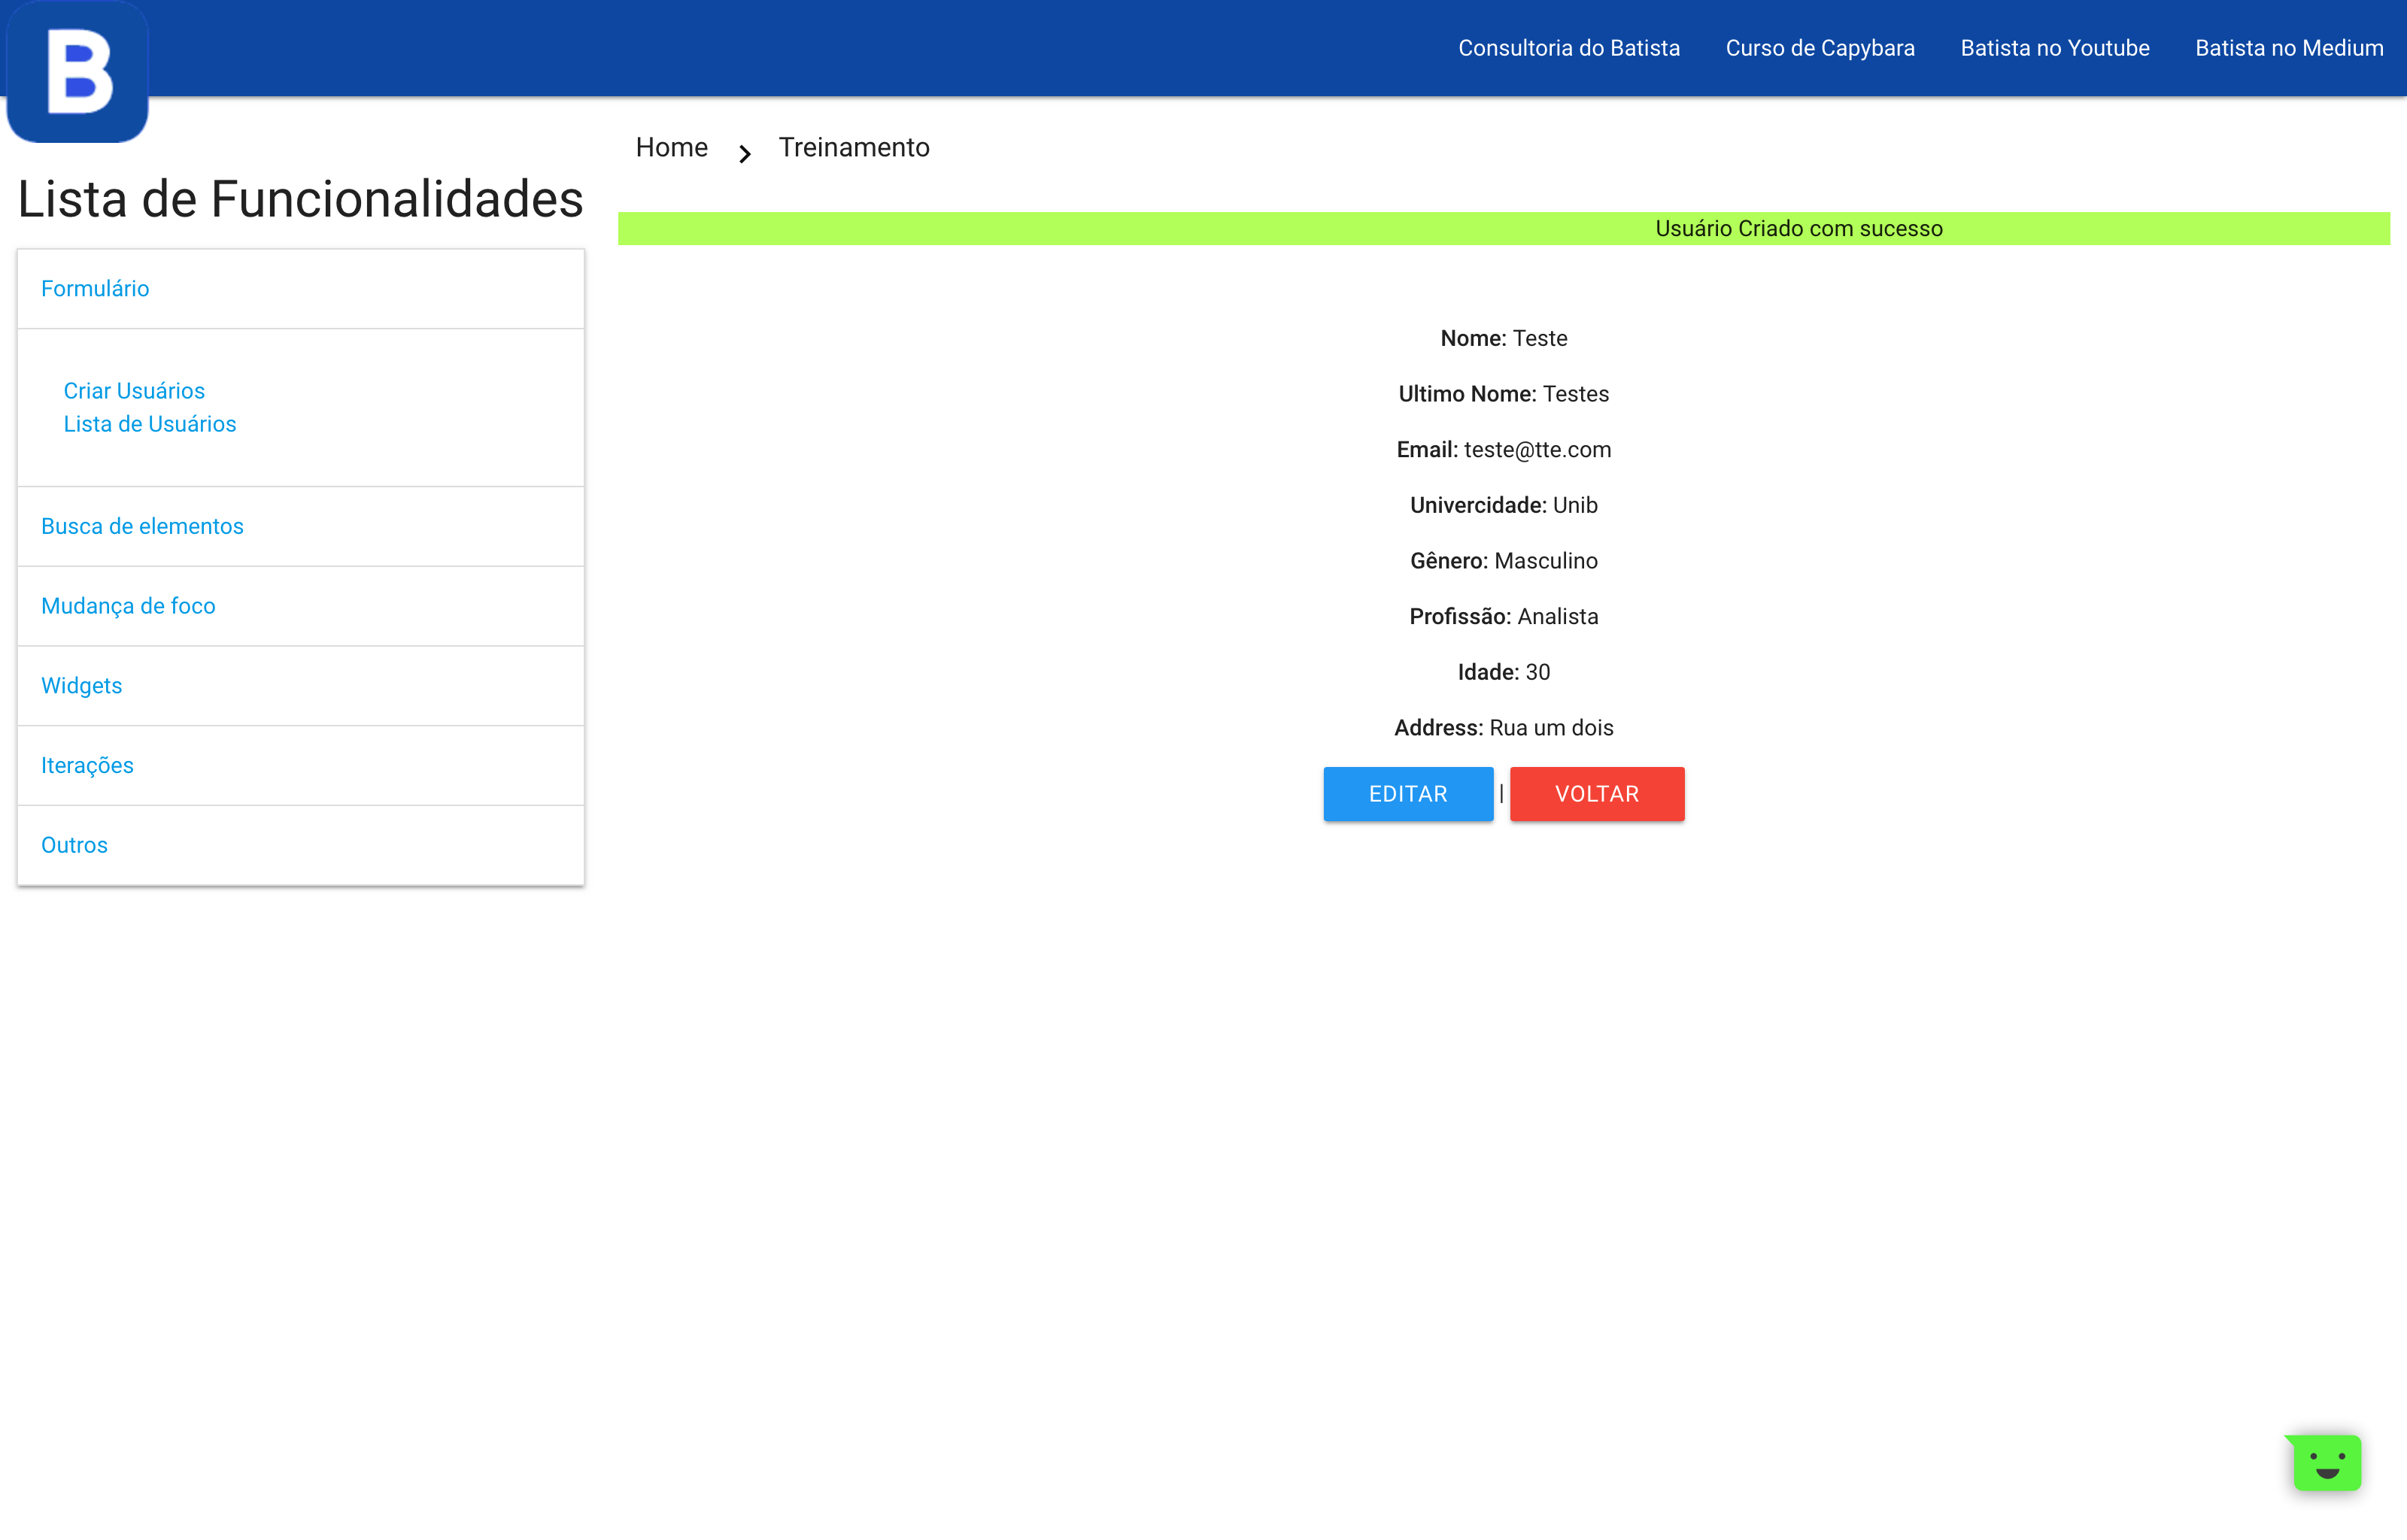 B
Consultoria do Batista
Curso de Capybara
Batista no Youtube
Batista no Medium
Home
Treinamento
Lista de Funcionalidades
Formulário
Criar Usuários
Lista de Usuários
Busca de elementos
Mudança de foco
Widgets
Iterações
Outros
Usuário Criado com sucesso
Nome: Teste
Ultimo Nome: Testes
Email: teste@tte.com
Univercidade: Unib
Gênero: Masculino
Profissão: Analista
Idade: 30
Address: Rua um dois
EDITAR | VOLTAR